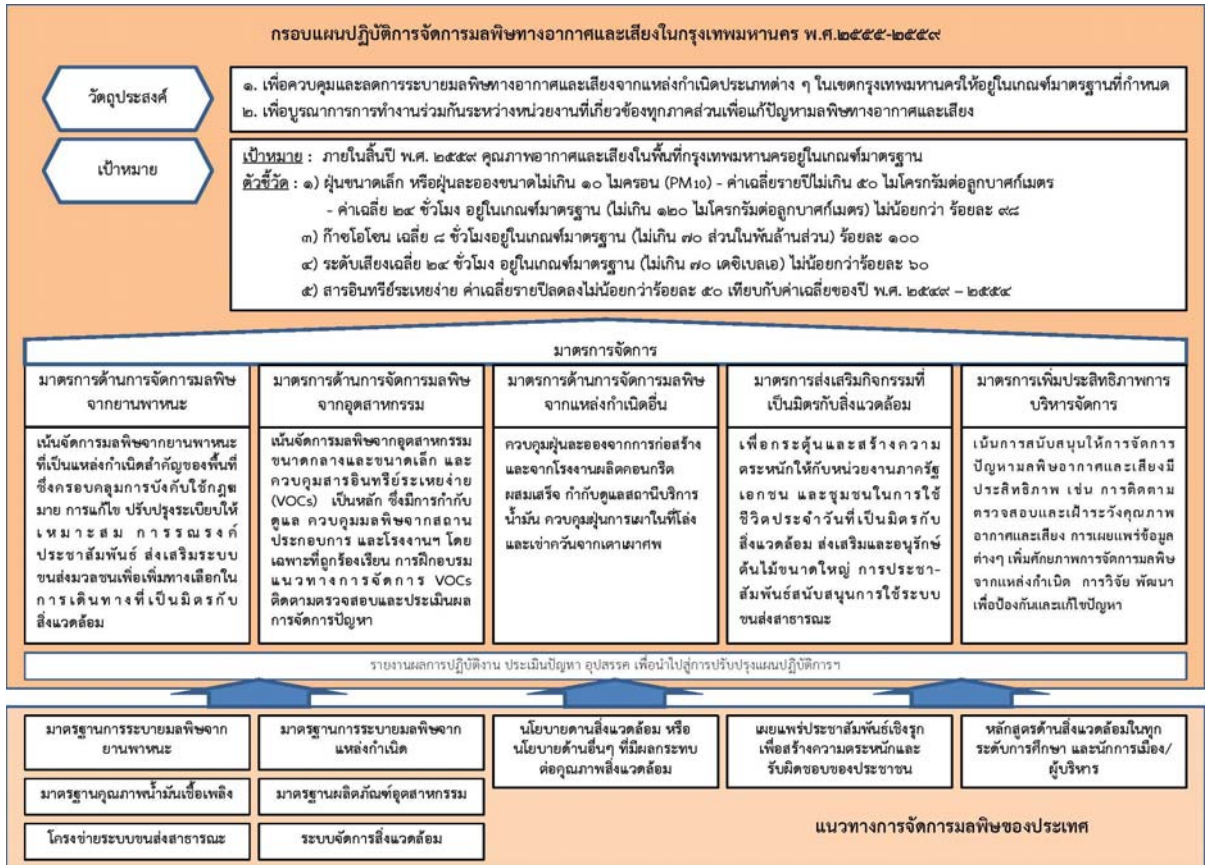 กรอบแผนปฏิบัติการจัดการมลพิษทางอากาศและเสียงในกรุงเทพมหานคร พ.ศ.๒๕๕๕-๒๕๕๙
วัตถุประสงค์
๑. เพื่อควบคุมและลดการระบายมลพิษทางอากาศและเสียงจากแหล่งกำเนิดประเภทต่าง ๆ ในเขตกรุงเทพมหานครให้อยู่ในเกณฑ์มาตรฐานที่กำหนด
๒. เพื่อบูรณาการการทำงานร่วมกันระหว่างหน่วยงานที่เกี่ยวข้องทุกภาคส่วนเพื่อแก้ปัญหามลพิษทางอากาศและเสียง
เป้าหมาย
เป้าหมาย : ภายในสิ้นปี พ.ศ. ๒๕๕๙ คุณภาพอากาศและเสียงในพื้นที่กรุงเทพมหานครอยู่ในเกณฑ์มาตรฐาน
ตัวชี้วัด : ๑) ฝุ่นขนาดเล็ก หรือฝุ่นละอองขนาดไม่เกิน ๑๐ ไมครอน (PM๑๐) - ค่าเฉลี่ยรายปีไม่เกิน ๕๐ ไมโครกรัมต่อลูกบาศก์เมตร
- ค่าเฉลี่ย ๒๔ ชั่วโมง อยู่ในเกณฑ์มาตรฐาน (ไม่เกิน ๑๒๐ ไมโครกรัมต่อลูกบาศก์เมตร) ไม่น้อยกว่า ร้อยละ ๙๘
๓) ก๊าซโอโซน เฉลี่ย ๘ ชั่วโมงอยู่ในเกณฑ์มาตรฐาน (ไม่เกิน ๗๐ ส่วนในพันล้านส่วน) ร้อยละ ๑๐๐
๔) ระดับเสียงเฉลี่ย ๒๔ ชั่วโมง อยู่ในเกณฑ์มาตรฐาน (ไม่เกิน ๗๐ เดซิเบลเอ) ไม่น้อยกว่าร้อยละ ๖๐
๕) สารอินทรีย์ระเหยง่าย ค่าเฉลี่ยรายปีลดลงไม่น้อยกว่าร้อยละ ๕๐ เทียบกับค่าเฉลี่ยของปี พ.ศ. ๒๕๔๙ – ๒๕๕๔
มาตรการจัดการ
มาตรการด้านการจัดการมลพิษ
จากยานพาหนะ
เน้นจัดการมลพิษจากยานพาหนะ
ที่เป็นแหล่งกำเนิดสำคัญของพื้นที่
ซึ่งครอบคลุมการบังคับใช้กฎฆ
มาย การแก้ไข ปรับปรุงระเบียบให้
เหมาะสม การรณรงค์
ประชาสัมพันธ์ ส่งเสริมระบบ
ขนส่งมวลชนเพื่อเพิ่มทางเลือกใน
การเดินทางที่เป็นมิตรกับ
สิ่งแวดล้อม
มาตรการด้านการจัดการมลพิษ
จากอุตสาหกรรม
เน้นจัดการมลพิษจากอุตสาหกรรม
ขนาดกลางและขนาดเล็ก และ
ควบคุมสารอินทรีย์ระเหยง่าย
(VOCs) เป็นหลัก ซึ่งมีการกำกับ
ดูแล ควบคุมมลพิษจากสถาน
ประกอบการ และโรงงานฯ โดย
เฉพาะที่ถูกร้องเรียน การฝึกอบรม
แนวทางการจัดการ VOCs
ติดตามตรวจสอบและประเมินผล
การจัดการปัญหา
มาตรการด้านการจัดการมลพิษ
จากแหล่งกำเนิดอื่น
ควบคุมฝุ่นละอองจากการก่อสร้าง
และจากโรงงานผลิตคอนกรีต
ผสมเสร็จ กำกับดูแลสถานีบริการ
น้ำมัน ควบคุมฝุ่นการเผาในที่โล่ง
และเขม่าควันจากเตาเผาศพ
มาตรการส่งเสริมกิจกรรมที่
เป็นมิตรกับสิ่งแวดล้อม
เพื่อกระตุ้นและสร้างความ
ตระหนักให้กับหน่วยงานภาครัฐ
เอกชน และชุมชนในการใช้
ชีวิตประจำวันที่เป็นมิตรกับ
สิ่งแวดล้อม ส่งเสริมและอนุรักษ์
ต้นไม้ขนาดใหญ่ การประชา-
สัมพันธ์สนับสนุนการใช้ระบบ
ขนส่งสาธารณะ
มาตรการเพิ่มประสิทธิภาพการ
บริหารจัดการ
เน้นการสนับสนุนให้การจัดการ
ปัญหามลพิษอากาศและเสียงมี
ประสิทธิภาพ เช่น การติดตาม
ตรวจสอบและเฝ้าระวังคุณภาพ
อากาศและเสียง การเผยแพร่ข้อมูล
ต่างๆ เพิ่มศักยภาพการจัดการมลพิษ
จากแหล่งกำเนิด การวิจัย พัฒนา
เพื่อป้องกันและแก้ไขปัญหา
รายงานผลการปฏิบัติงาน ประเมินปัญหา อุปสรรค เพื่อนำไปสู่การปรับปรุงแผนปฏิบัติการฯ
มาตรฐานการระบายมลพิษจาก
ยานพาหนะ
มาตรฐานการระบายมลพิษจาก
แหล่งกำเนิด
นโยบายดานสิ่งแวดล้อม หรือ
นโยบายด้านอื่นๆ ที่มีผลกระทบ
ต่อคุณภาพสิ่งแวดล้อม
เผยแพร่ประชาสัมพันธ์เชิงรุก
เพื่อสร้างความตระหนักและ
รับผิดชอบของประชาชน
หลักสูตรด้านสิ่งแวดล้อมในทุก
ระดับการศึกษา และนักการเมือง/
ผู้บริหาร
มาตรฐานคุณภาพน้ำมันเชื้อเพลิง
มาตรฐานผลิตภัณฑ์อุตสาหกรรม
โครงข่ายระบบขนส่งสาธารณะ
ระบบจัดการสิ่งแวดล้อม
แนวทางการจัดการมลพิษของประเทศ